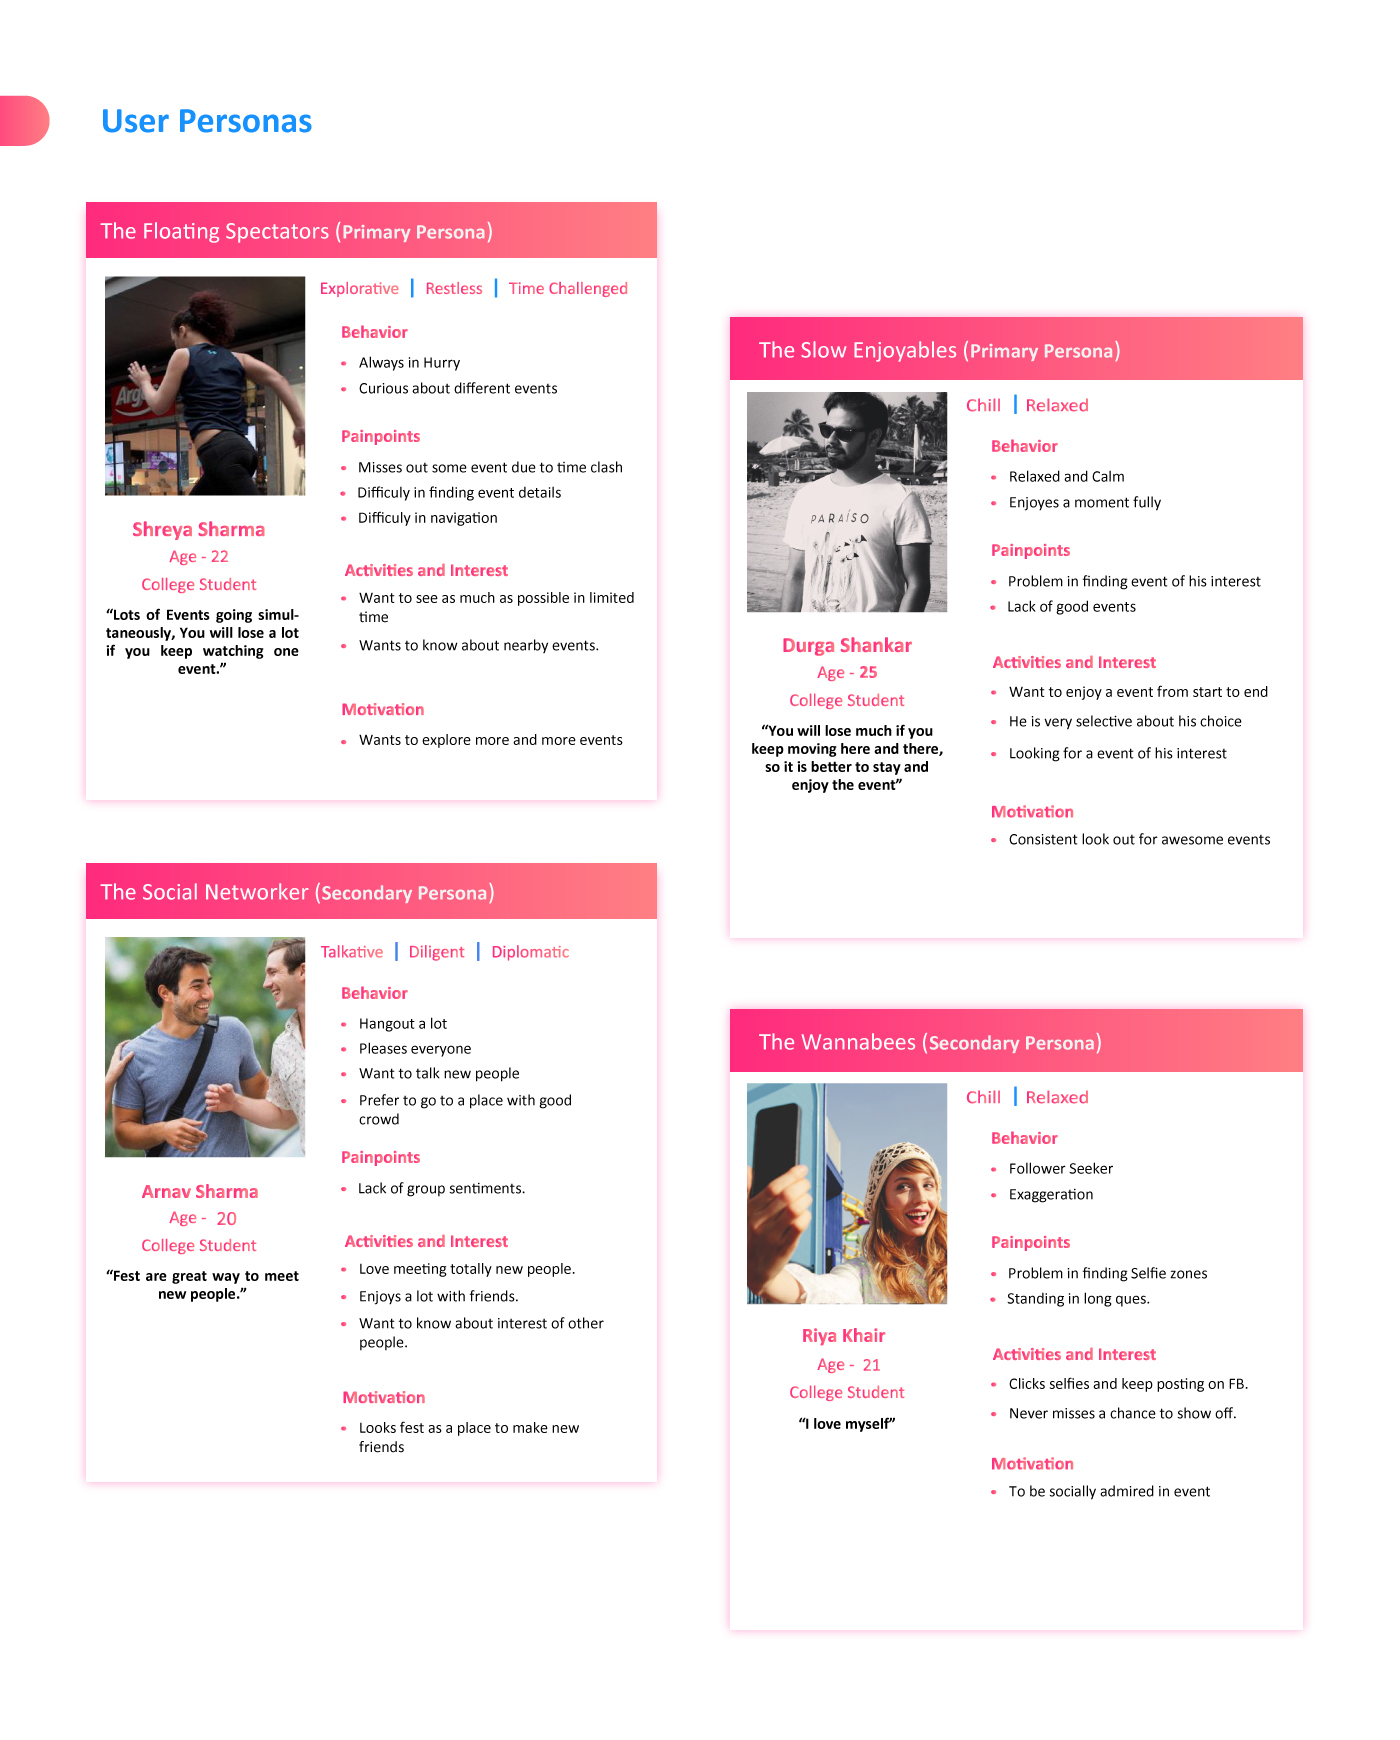 User Personas
The Floating Spectators (Primary Persona)
Explorative | Restless | Time Challenged
Behavior
Always in Hurry
Curious about different events
Painpoints
Misses out some event due to time clash
Difficuly in finding event details
Difficuly in navigation
Activities and Interest
Want to see as much as possible in limited
time
Wants to know about nearby events.
Motivation
Wants to explore more and more events
Shreya Sharma
Age - 22
College Student
“Lots of Events going simul-
taneously, You will lose a lot
if you keep watching one
event.”
The Slow Enjoyables (Primary Persona)
PARAÍSO
Chill | Relaxed
Behavior
Relaxed and Calm
Enjoyes a moment fully
Painpoints
Problem in finding event of his interest
Lack of good events
Activities and Interest
Want to enjoy a event from start to end
He is very selective about his choice
Looking for a event of his interest
Motivation
Consistent look out for awesome events
Durga Shankar
Age - 25
College Student
“You will lose much if you
keep moving here and there,
so it is better to stay and
enjoy the event”
The Social Networker (Secondary Persona)
Talkative | Diligent | Diplomatic
Behavior
Hangout a lot
Pleases everyone
Want to talk new people
Prefer to go to a place with good
crowd
Painpoints
Lack of group sentiments.
Activities and Interest
Love meeting totally new people.
Enjoys a lot with friends.
Want to know about interest of other
people.
Motivation
Looks fest as a place to make new
friends
Arnav Sharma
Age - 20
College Student
“Fest are great way to meet
new people.”
The Wannabees (Secondary Persona)
Chill | Relaxed
Behavior
Follower Seeker
Exaggeration
Painpoints
Problem in finding Selfie zones
Standing in long ques.
Activities and Interest
Clicks selfies and keep posting on FB.
Never misses a chance to show off.
Motivation
To be socially admired in event
Riya Khair
Age - 21
College Student
“I love myself”